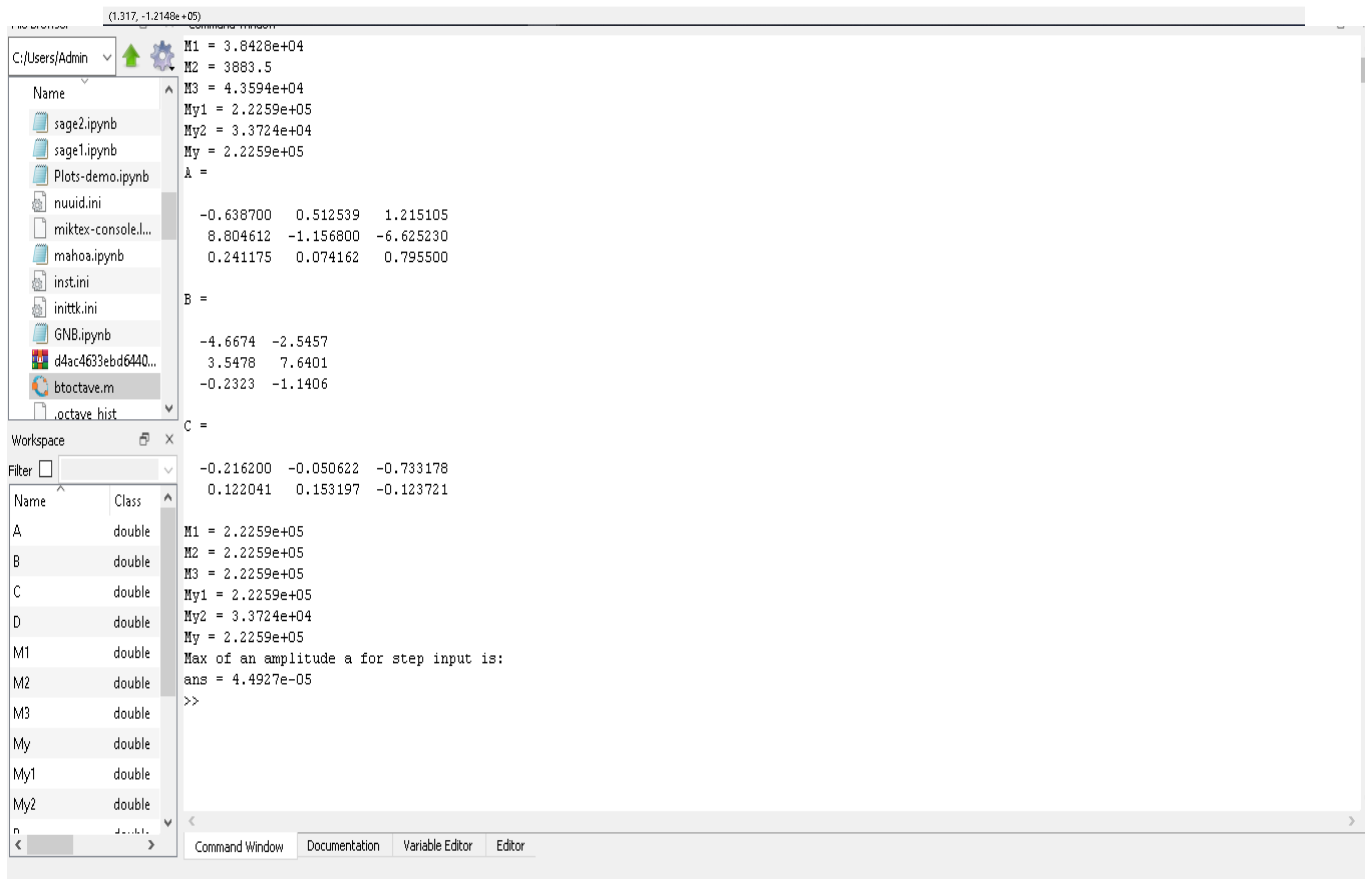 (1.317, -1.2148e+05)
C:/Users/Admin
Name
sage2.ipynb
sage1.ipynb
Plots-demo.ipynb
nuuid.ini
miktex-console.l...
mahoa.ipynb
inst.ini
inittk.ini
GNB.ipynb
d4ac4633ebd6440...
btoctave.m
.octave_hist
Workspace
Filter
Name Class
A double
B double
C double
D double
M1 double
M2 double
M3 double
My double
My1 double
My2 double
M1 = 3.8428e+04
M2 = 3883.5
M3 = 4.3594e+04
My1 = 2.2259e+05
My2 = 3.3724e+04
My = 2.2259e+05
A =
-0.638700 0.512539 1.215105
8.804612 -1.156800 -6.625230
0.241175 0.074162 0.795500
B =
-4.6674 -2.5457
3.5478 7.6401
-0.2323 -1.1406
C =
-0.216200 -0.050622 -0.733178
0.122041 0.153197 -0.123721
M1 = 2.2259e+05
M2 = 2.2259e+05
M3 = 2.2259e+05
My1 = 2.2259e+05
My2 = 3.3724e+04
My = 2.2259e+05
Max of an amplitude a for step input is:
ans = 4.4927e-05
>>
Command Window Documentation Variable Editor Editor